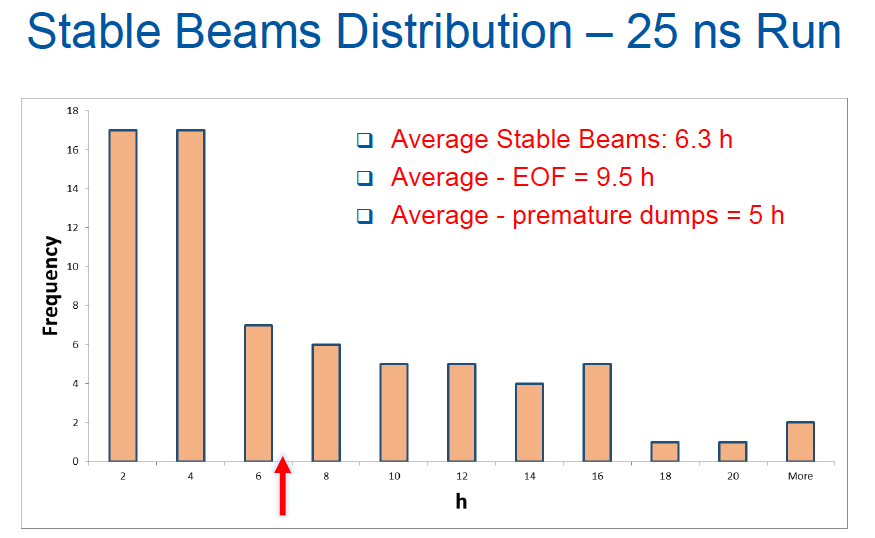 Stable Beams Distribution – 25 ns Run
Average Stable Beams: 6.3 h
Average - EOF = 9.5 h
Average - premature dumps = 5 h
Frequency
18
16
14
12
10
8
6
4
2
0
2 4 6 8 10 12 14 16 18 20 More
h